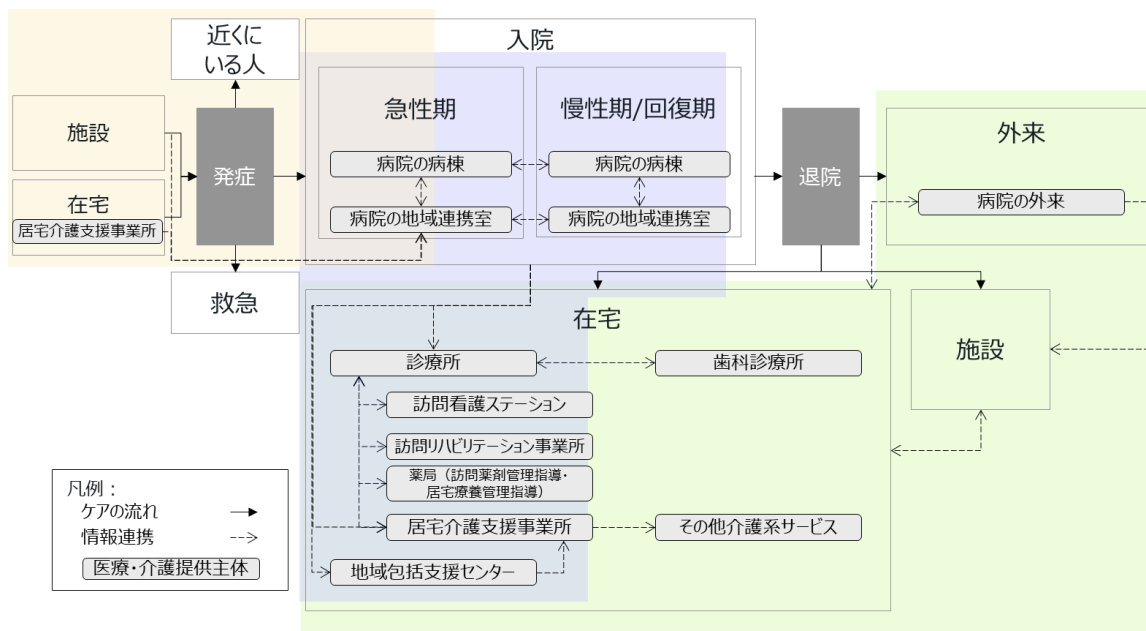 近くに
いる人
入院
急性期
慢性期/回復期
施設
発症
病院の病棟
病院の病棟
退院
外来
在宅
居宅介護支援事業所
病院の地域連携室
病院の地域連携室
病院の外来
救急
在宅
施設
診療所
歯科診療所
訪問看護ステーション
訪問リハビリテーション事業所
薬局（訪問薬剤管理指導・
居宅療養管理指導）
居宅介護支援事業所
その他介護系サービス
地域包括支援センター
凡例：
ケアの流れ
情報連携
医療・介護提供主体